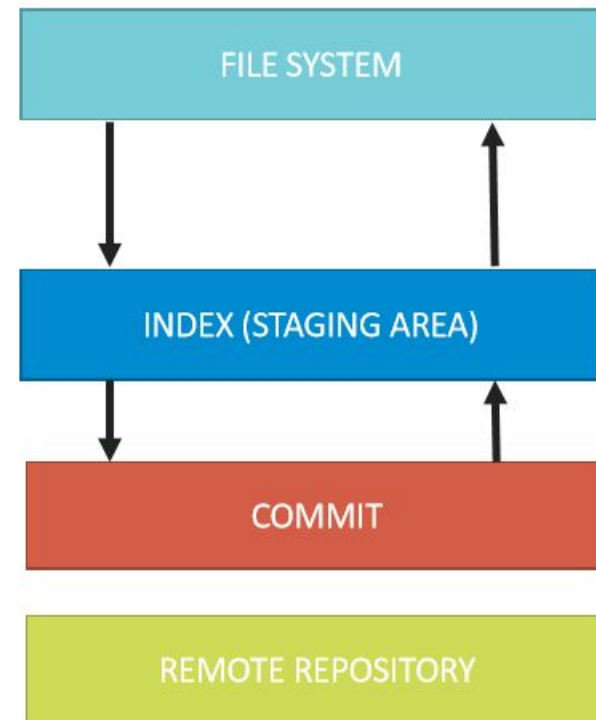 FILE SYSTEM
INDEX (STAGING AREA)
COMMIT
REMOTE REPOSITORY